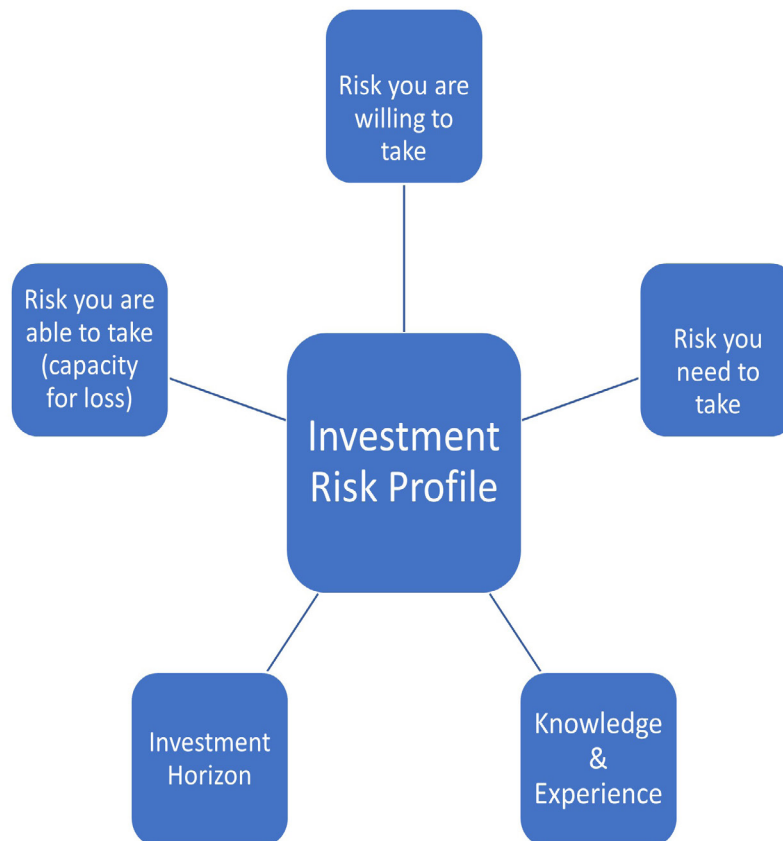 Risk you are
willing to
take
Risk you are
able to take
(capacity
for loss)
Risk you
need to
take
Investment
Risk Profile
Investment
Horizon
Knowledge
&
Experience